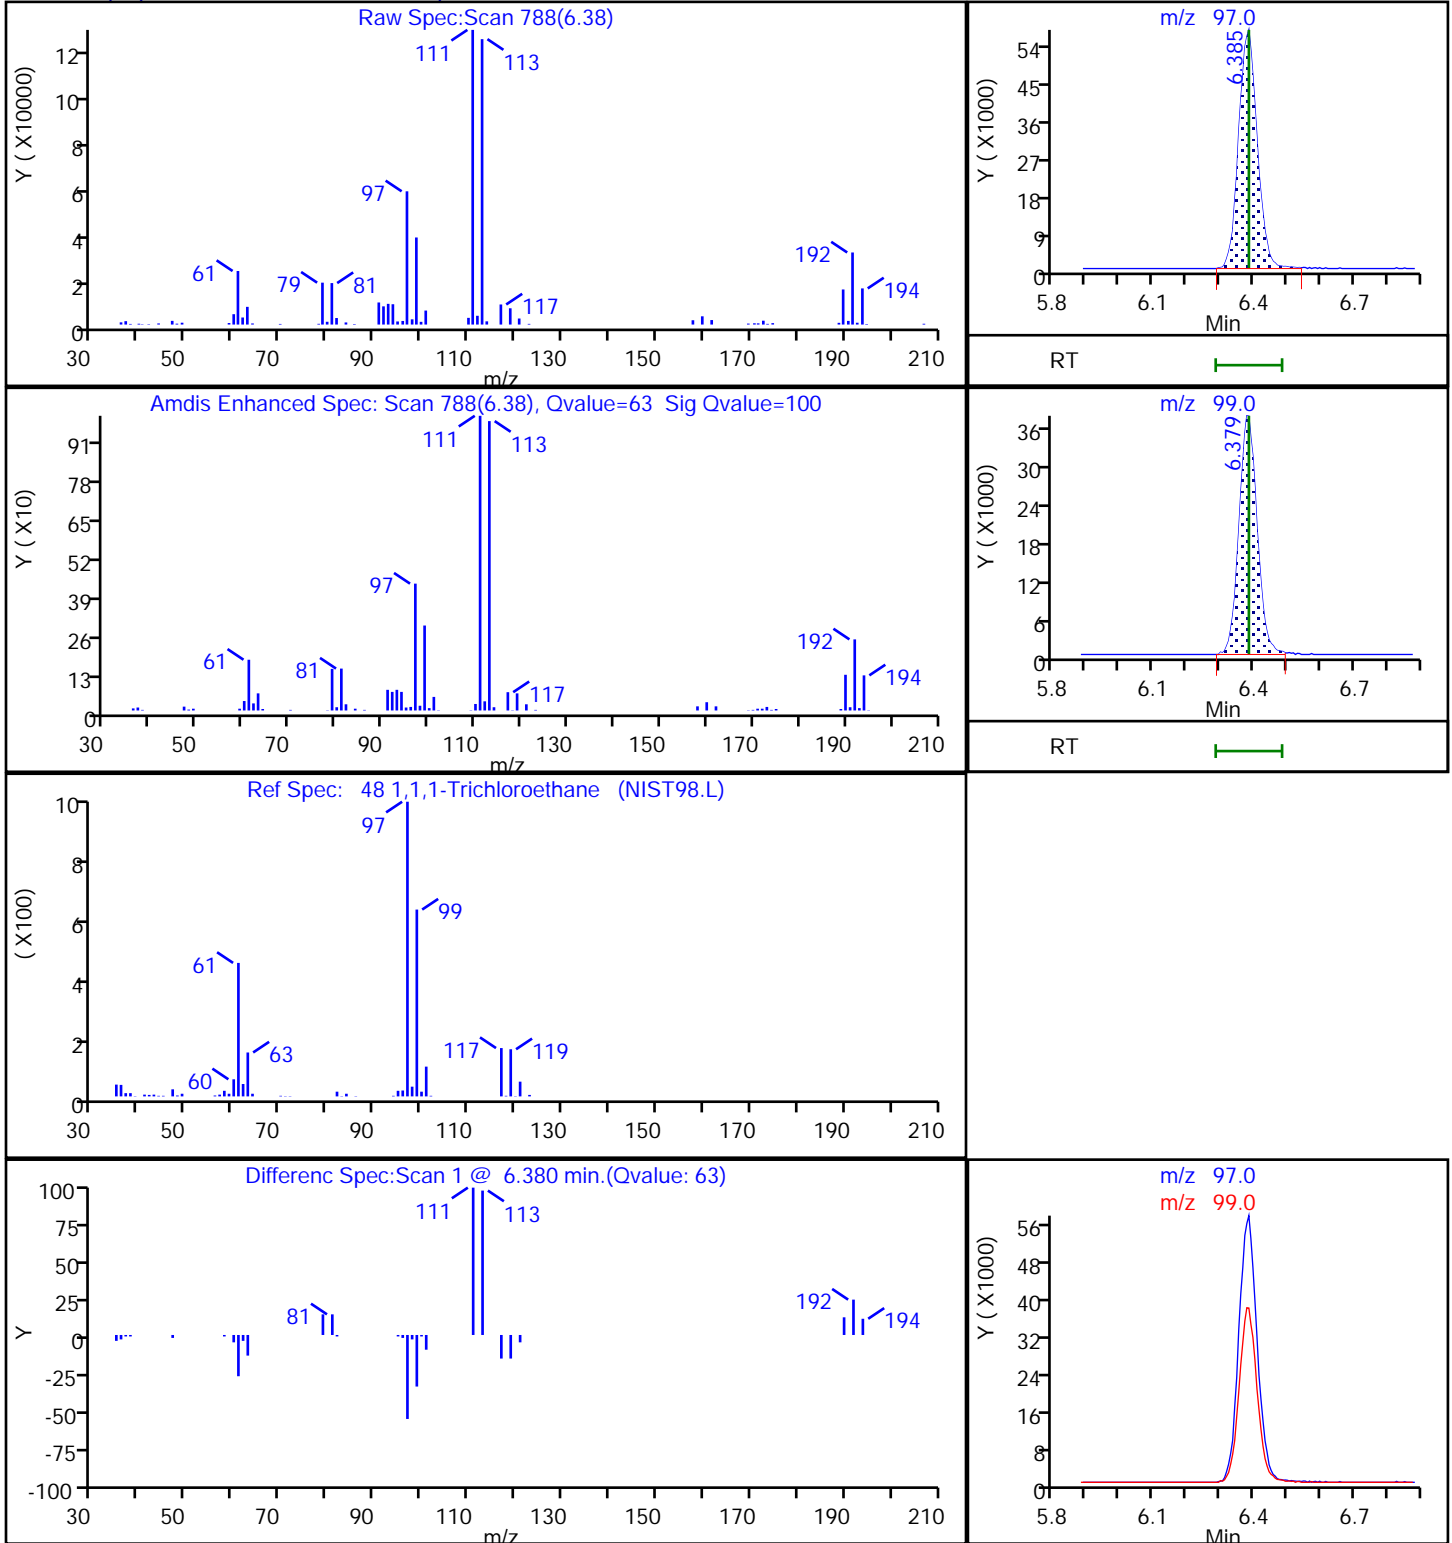 Raw Spec:Scan 788(6.38)
Y ( X10000)
12
10
8
6
4
2
0
111
113
97
61
79
81
117
192
194
30 50 70 90 110 130 150 170 190 210
m/z
m/z 97.0
Y ( X1000)
54
45
36
27
18
9
0
6.385
5.8 6.1 6.4 6.7
Min
RT
Amdis Enhanced Spec: Scan 788(6.38), Qvalue=63 Sig Qvalue=100
Y ( X10)
91
78
65
52
39
26
13
0
111
113
97
61
81
117
192
194
30 50 70 90 110 130 150 170 190 210
m/z
m/z 99.0
Y ( X1000)
36
30
24
18
12
6
0
6.379
5.8 6.1 6.4 6.7
Min
RT
Ref Spec: 48 1,1,1-Trichloroethane (NIST98.L)
( X100)
10
8
6
4
2
0
97
99
61
63
60
117
119
30 50 70 90 110 130 150 170 190 210
Differenc Spec:Scan 1 @ 6.380 min.(Qvalue: 63)
Y
100
75
50
25
0
-25
-50
-75
-100
111
113
81
192
194
30 50 70 90 110 130 150 170 190 210
m/z
m/z 97.0
m/z 99.0
Y ( X1000)
56
48
40
32
24
16
8
0
5.8 6.1 6.4 6.7
Min